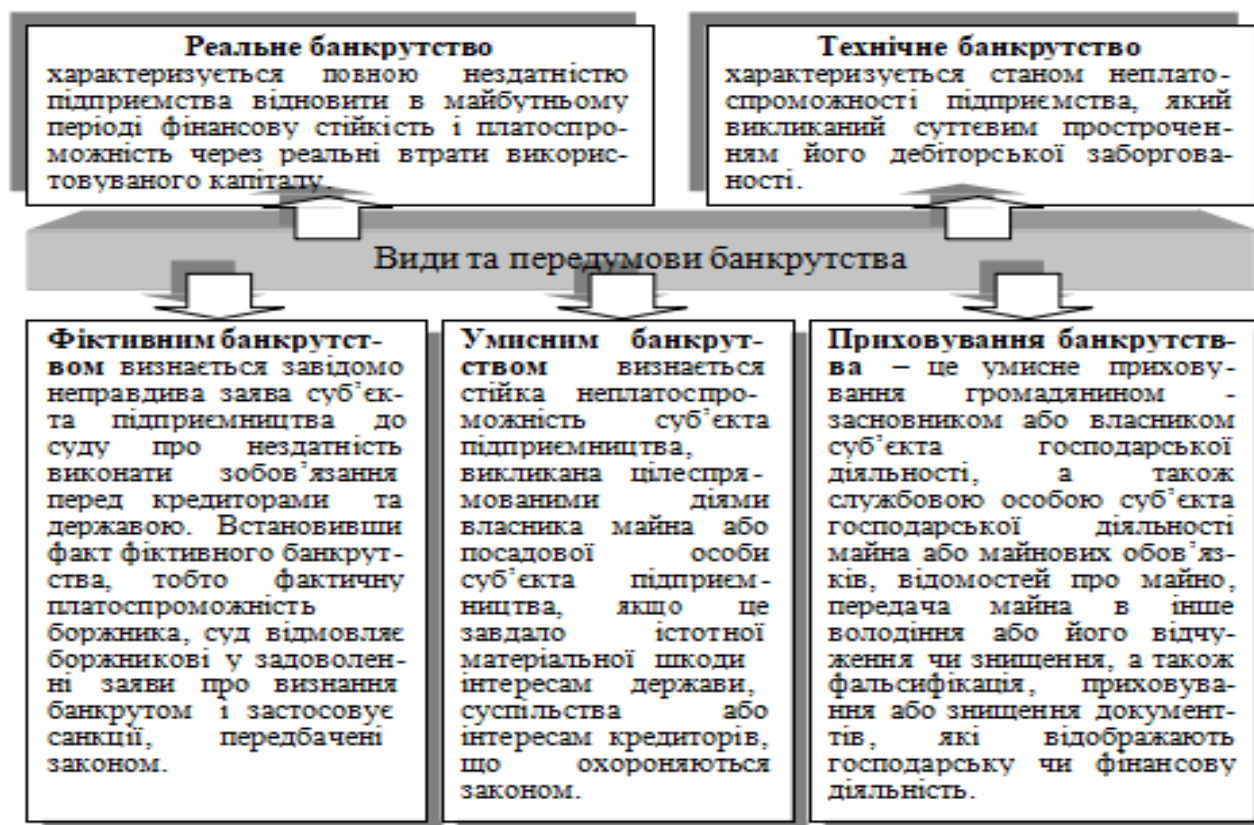 Реальне банкрутство
характеризується повною нездатністю
підприємства відновити в майбутньому
періоді фінансову стійкість і платоспро-
можність через реальні втрати викорис-
товуваного капіталу.
Технічне банкрутство
характеризується станом неплато-
спроможності підприємства, який
викликаний суттєвим прострочен-
ням його дебіторської заборгова-
ності.
Види та передумови банкрутства
Фіктивним банкрутст-
вом визнається завідомо
неправдива заява суб’єк-
та підприємництва до
суду про нездатність
виконати зобов’язання
перед кредиторами та
державою. Встановивши
факт фіктивного банкрут-
ства, тобто фактичну
платоспроможність
боржника, суд відмовляє
боржникові у задоволен-
ні заяви про визнання
банкрутом і застосовує
санкції, передбачені
законом.
Умисним банкрут-
ством визнається
стійка неплатоспро-
можність суб’єкта
підприємництва,
викликана цілеспря-
мованими діями
власника майна або
посадової особи
суб’єкта підприєм-
ництва, якщо це
завдало істотної
матеріальної шкоди
інтересам держави,
суспільства або
інтересам кредиторів,
що охороняються
законом.
Приховування банкрутств-
ва – це умисне приховку-
вання громадянином -
засновником або власником
суб’єкта господарської
діяльності, а також
службовою особою суб’єкта
господарської діяльності
майна або майнових обов’яз-
ків, відомостей про майно,
передача майна в інше
володіння або його відчу-
ження чи знищення, а також
фальсифікація, приховува-
ння або знищення документ-
тів, які відображають
господарську чи фінансову
діяльність.